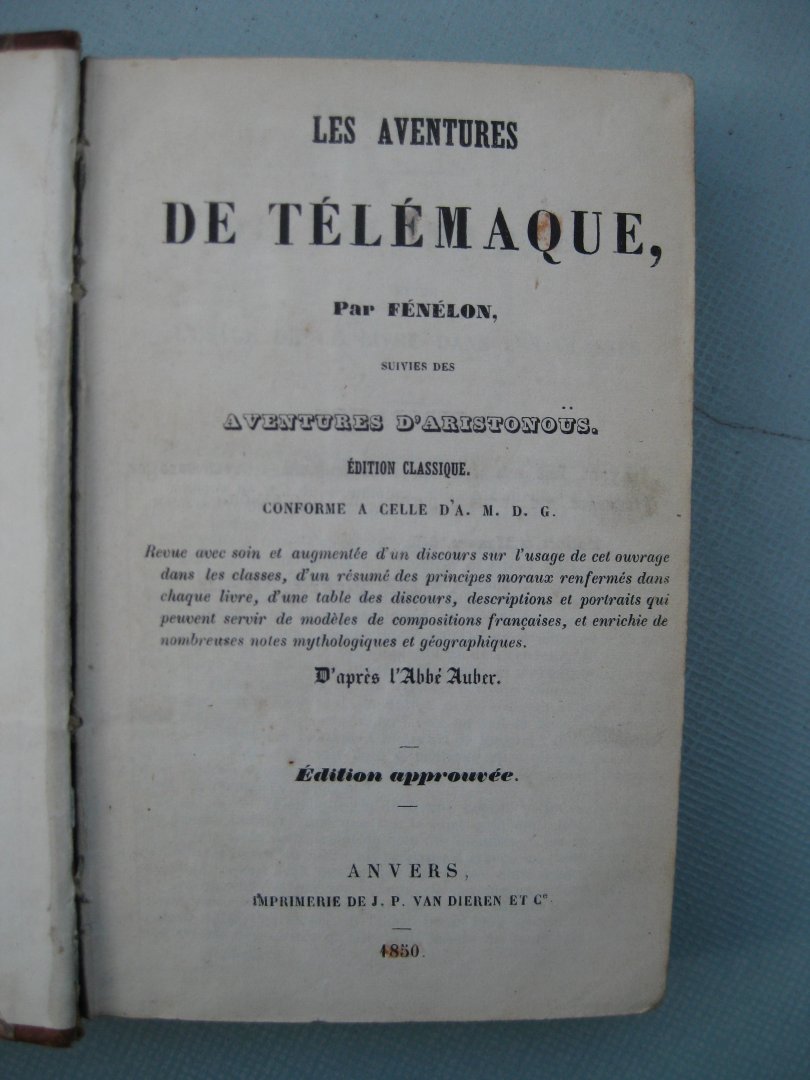 LES AVENTURES
DE TÉLÉMAQUE,
Par FÉNÉLON,
SUIVIES DES
AVENTURES D'ARISTONOÜS.
ÉDITION CLASSIQUE.
CONFORME A CELLE D'A. M. D. G.
Revue avec soin et augmentée d'un discours sur l'usage de cet ouvrage
dans les classes, d'un résumé des principes moraux renfermés dans
chaque livre, d'une table des discours, descriptions et portraits qui
peuvent servir de modèles de compositions françaises, et enrichie de
nombreuses notes mythologiques et géographiques.
D'après l'Abbé Auber.
Édition approuvée.
ANVERS,
IMPRIMERIE DE J. P. VAN DIEREN ET Cie.
1850.